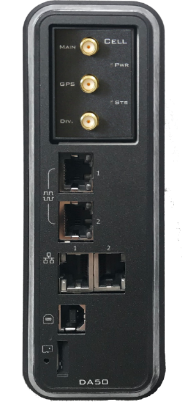 MAIN CELL
PWR
GPS
STS
DIV.
1
2
1 2
DA50